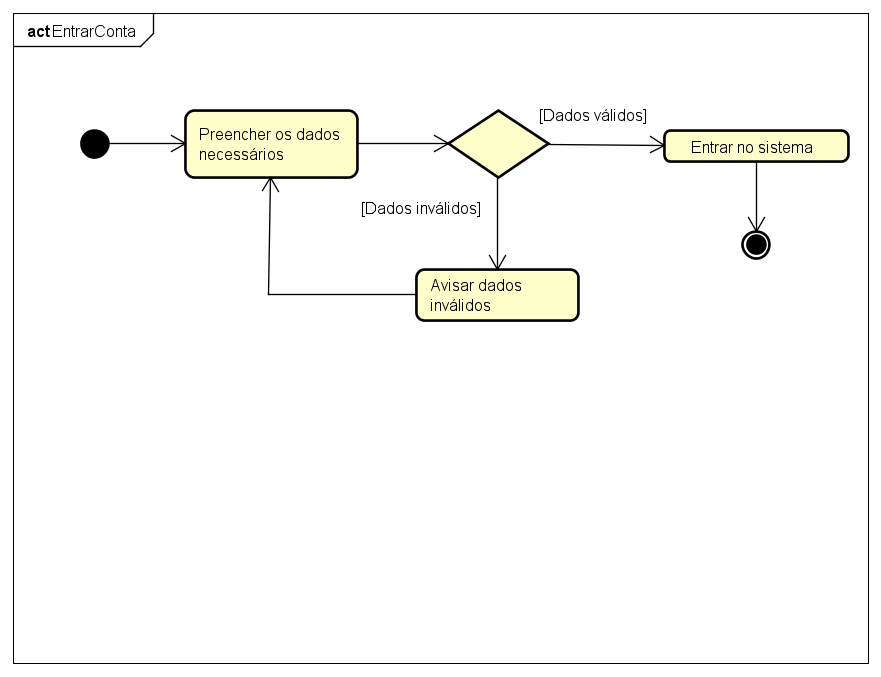 act EntrarConta
[Dados válidos]
Preencher os dados
necessários
Entrar no sistema
[Dados inválidos]
Avisar dados
inválidos